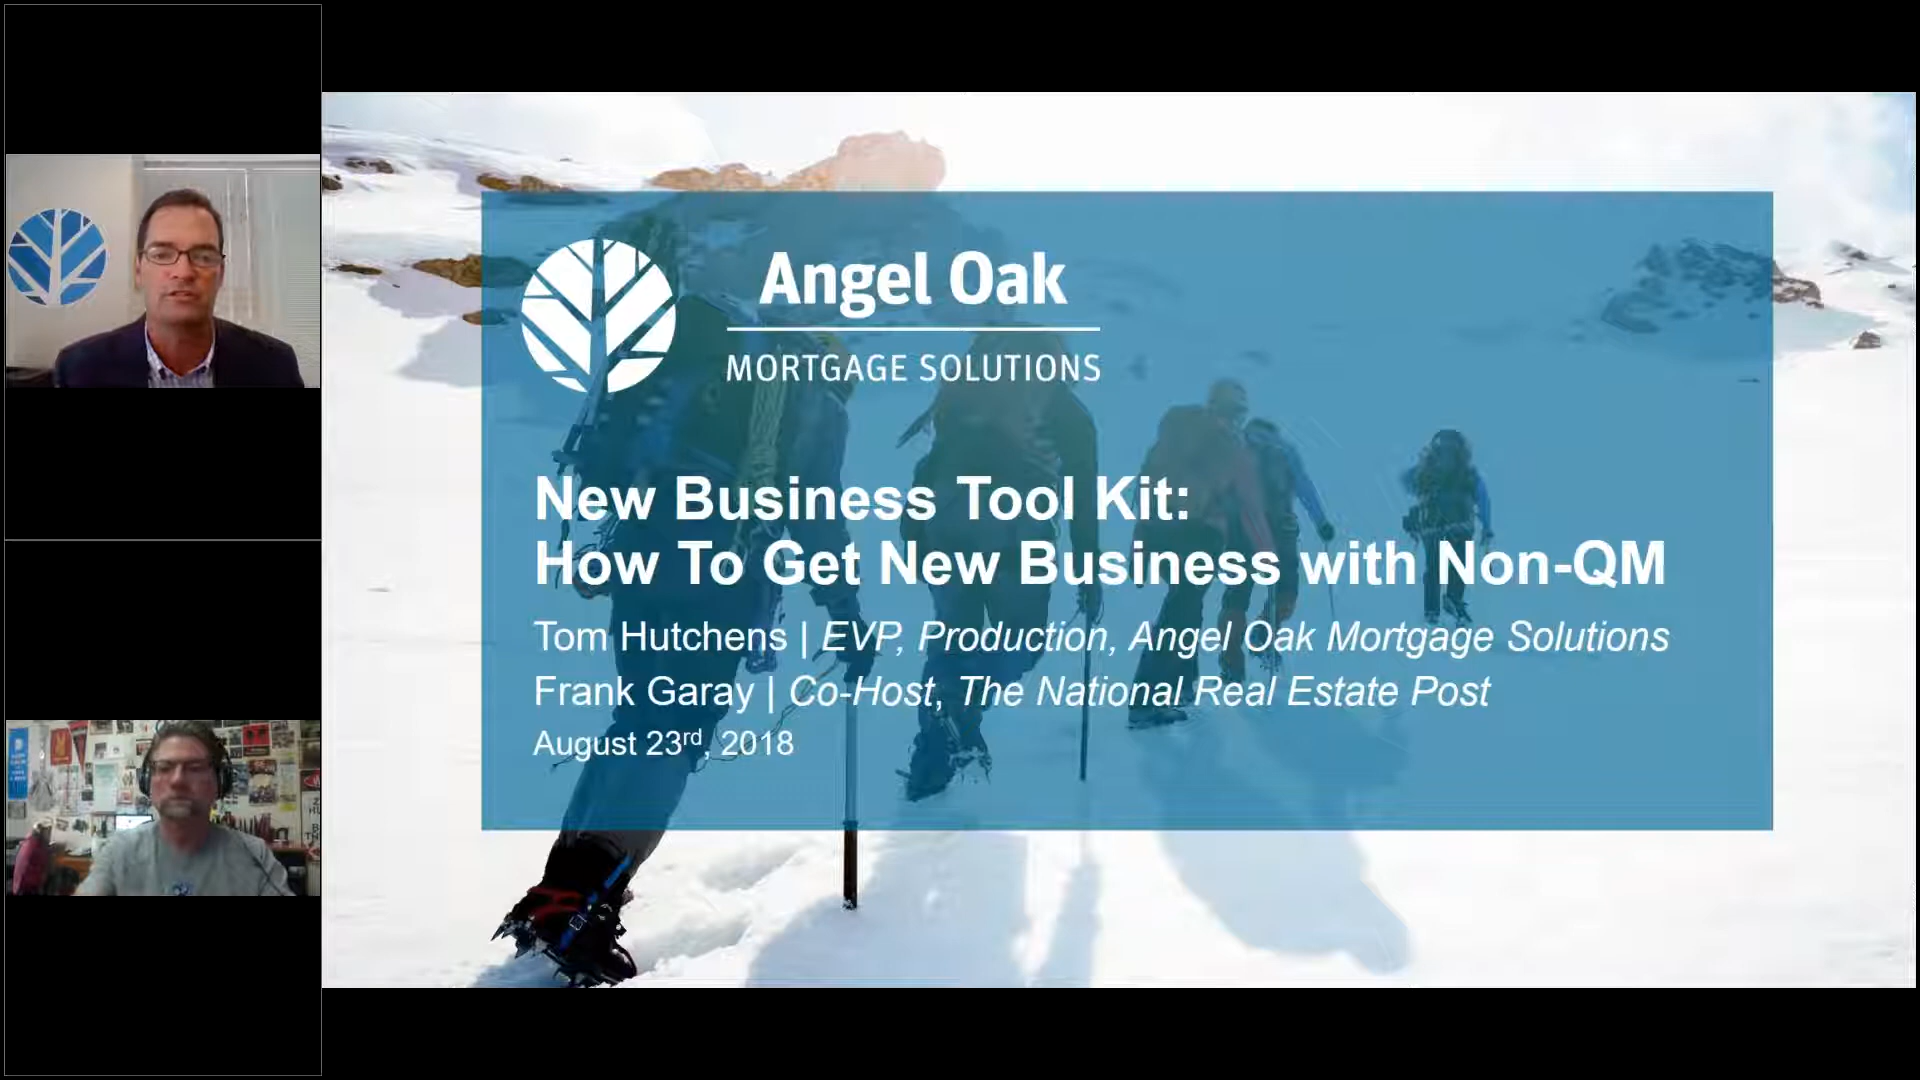 Angel Oak
MORTGAGE SOLUTIONS
New Business Tool Kit:
How To Get New Business with Non-QM
Tom Hutchens | EVP, Production, Angel Oak Mortgage Solutions
Frank Garay | Co-Host, The National Real Estate Post
August 23rd, 2018